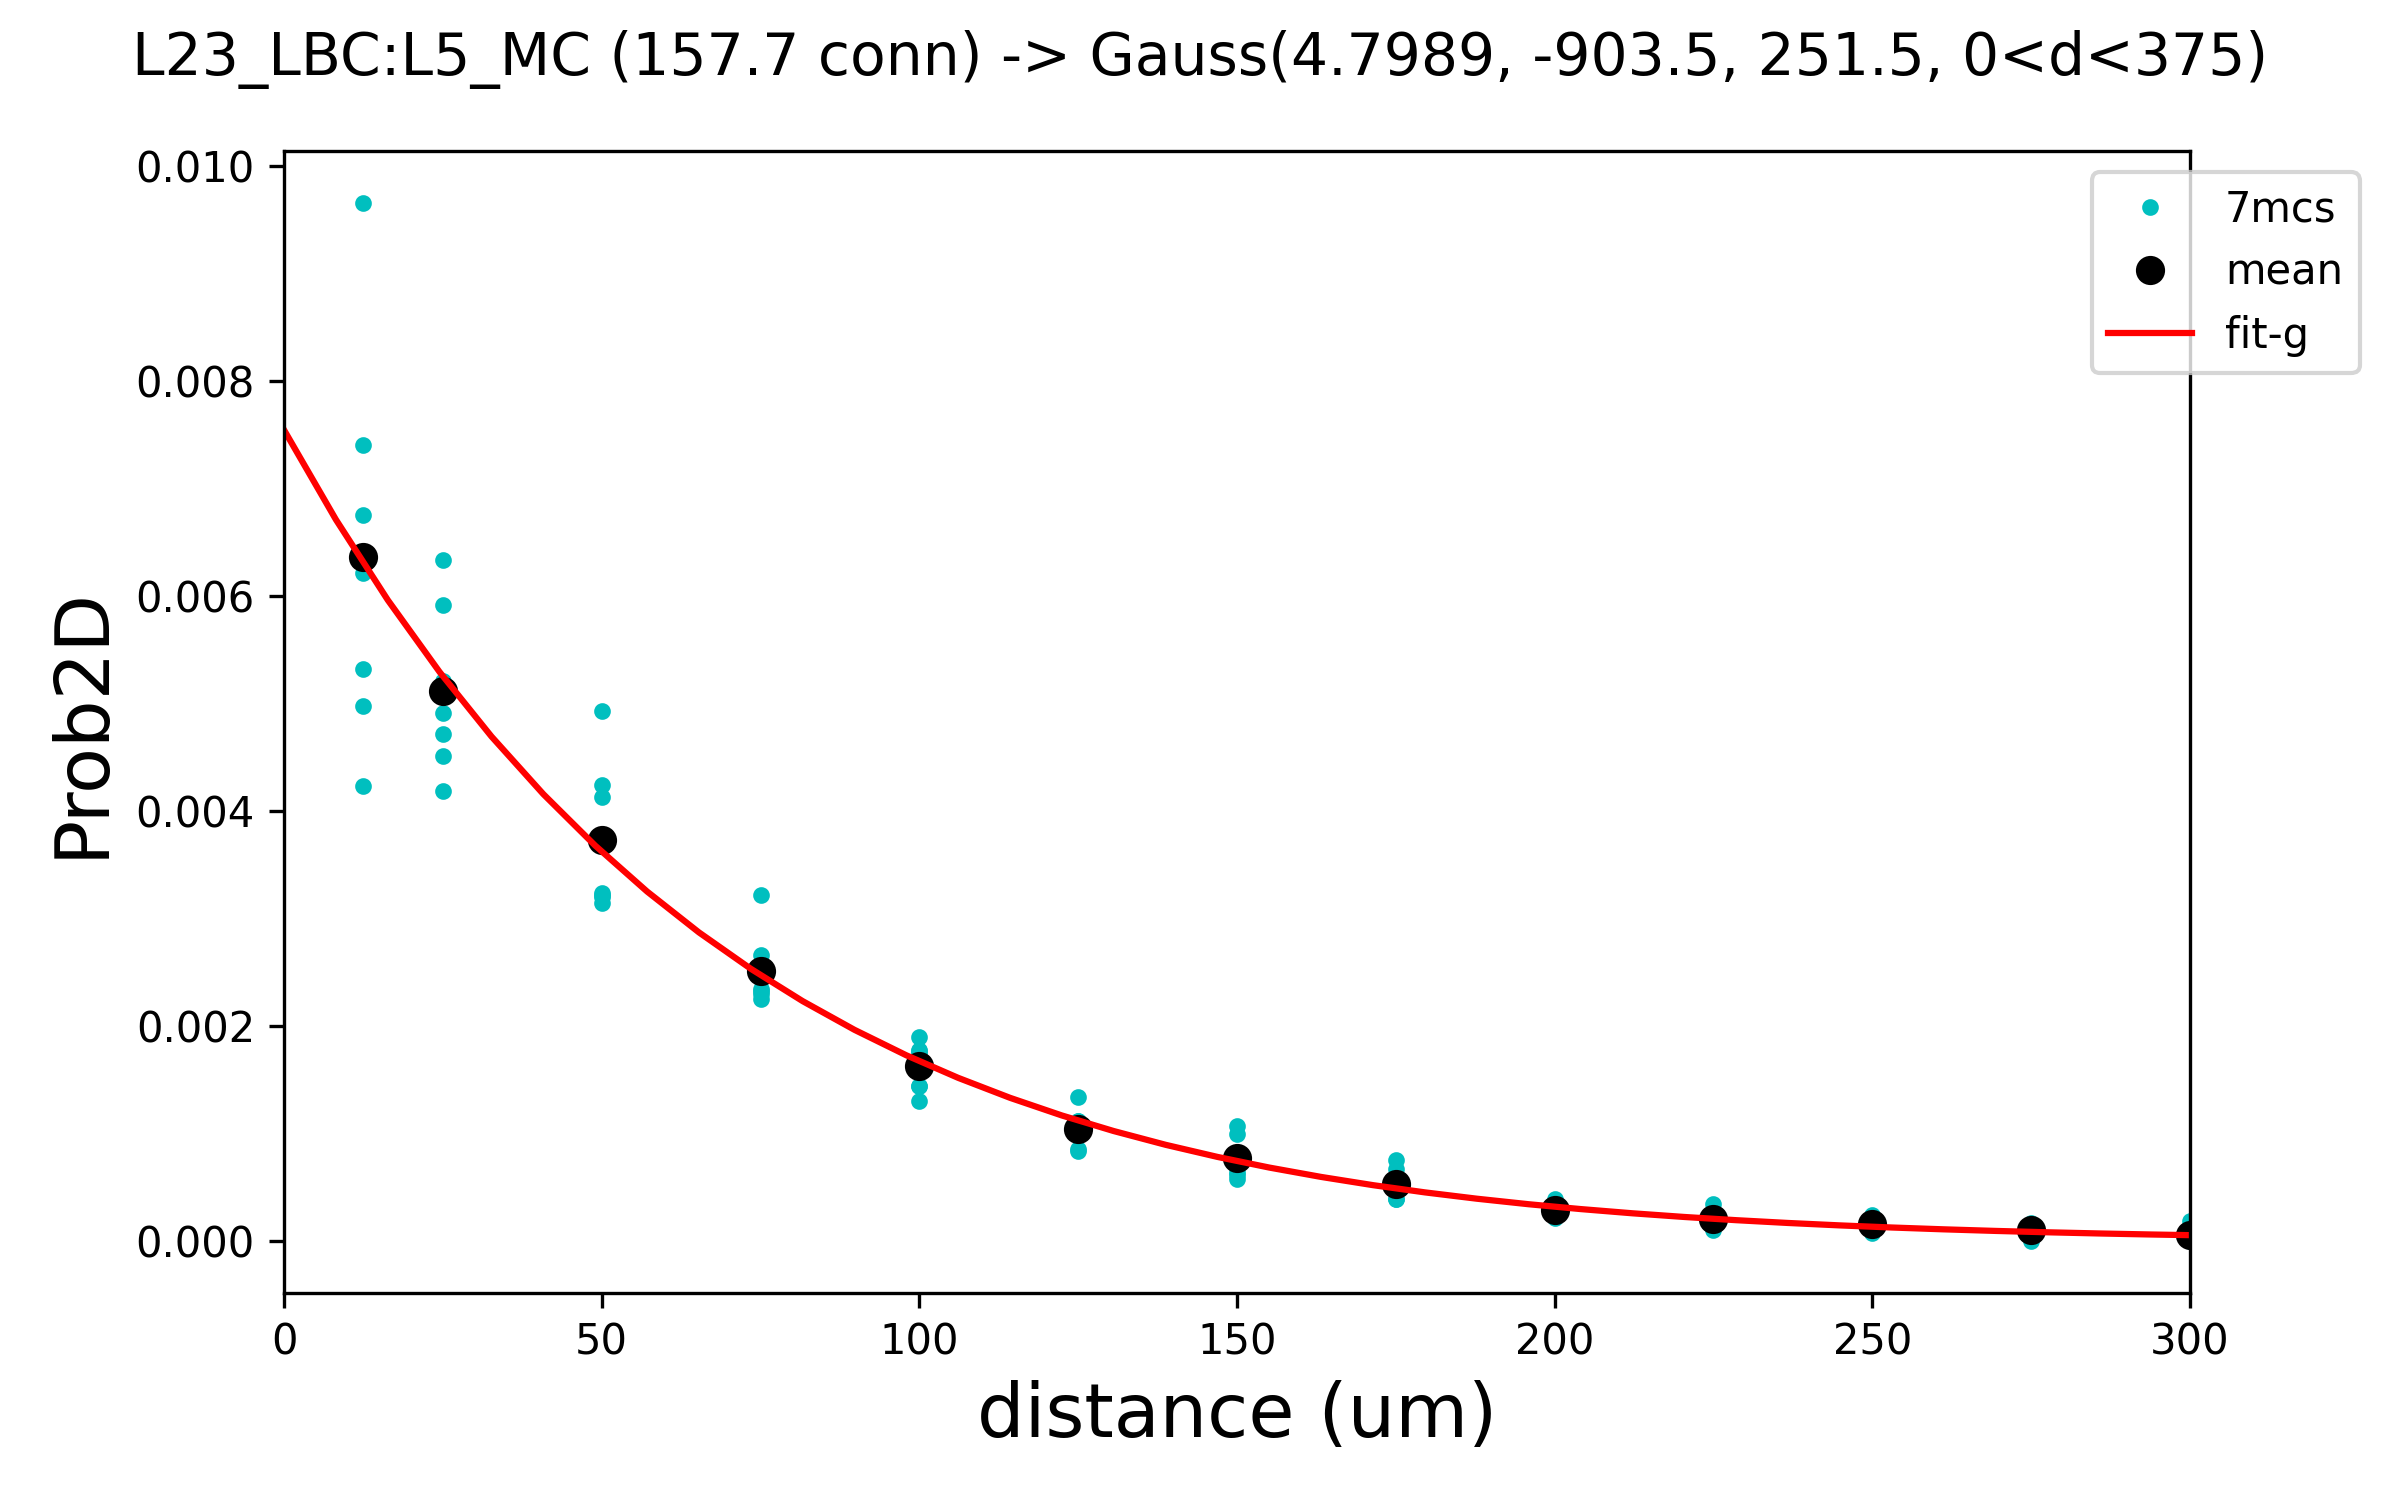 L23_LBC:L5_MC (157.7 conn) -> Gauss(4.7989, -903.5, 251.5, 0<d<375)
7mcs
mean
fit-g
Prob2D
0.010
0.008
0.006
0.004
0.002
0.000
0 50 100 150 200 250 300
distance (um)